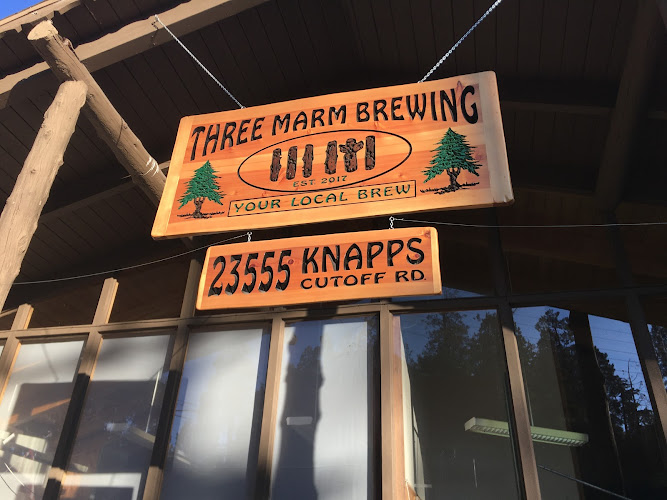 THREE MARM BREWING
EST. 2017
YOUR LOCAL BREW
23555 KNAPPS
CUTOFF RD.